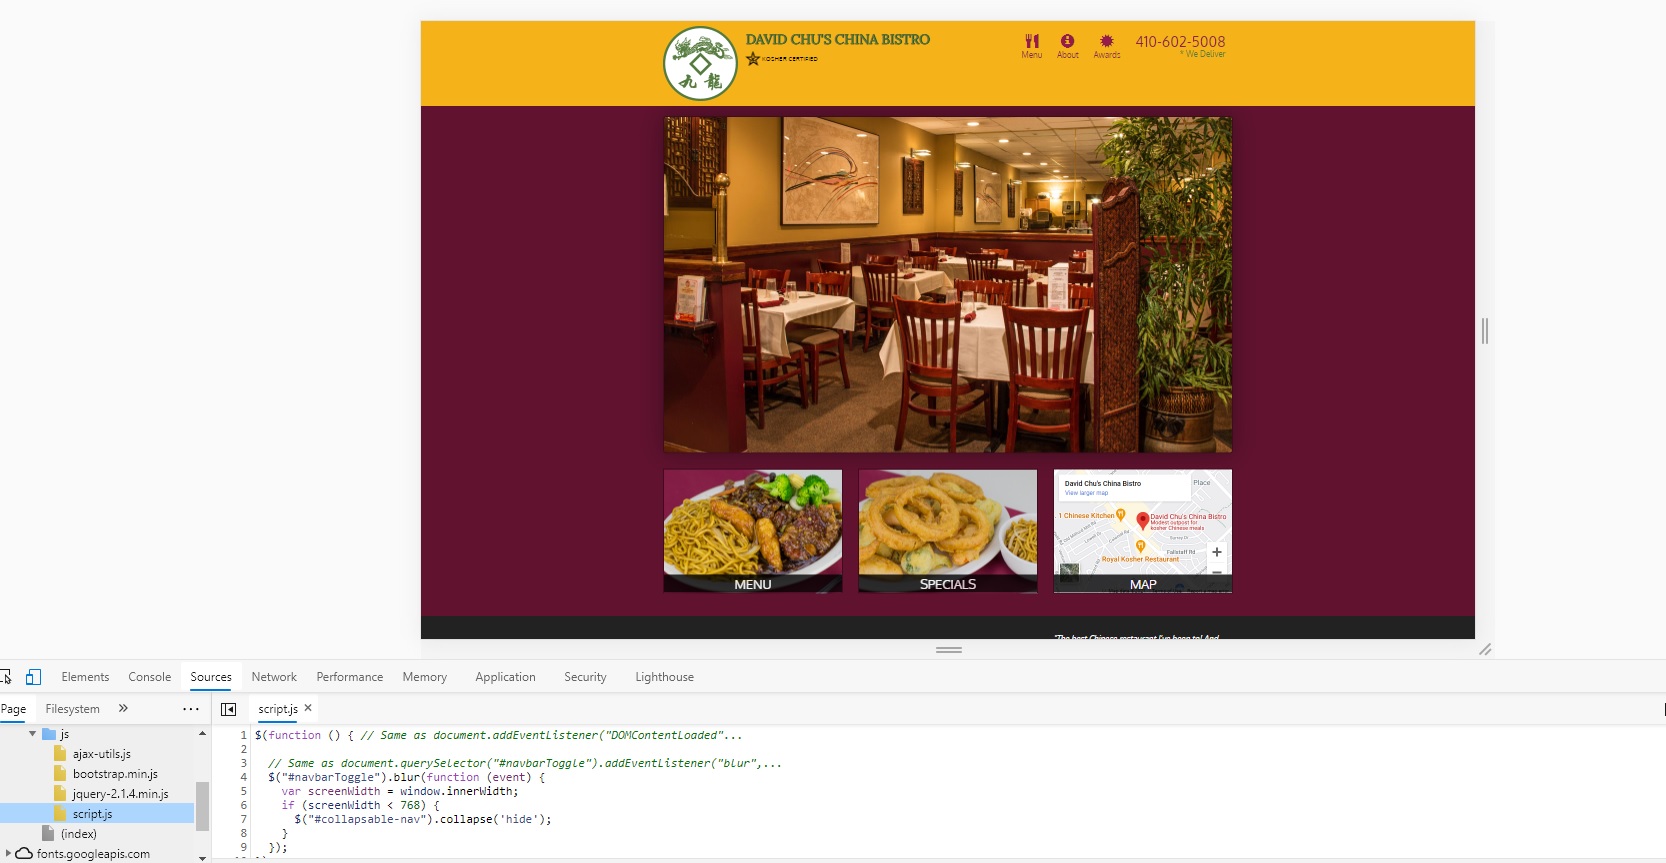 DAVID CHU'S CHINA BISTRO
KOSHER CERTIFIED
九龍
Menu
About
Awards
410-602-5008
* We Deliver
MENU
SPECIALS
David Chu's China Bistro
View larger map
Place
1 Chinese Kitchen
David Chu's China Bistro
Modest outpost for
kosher Chinese meals
Fallstaff Rd
Royal Kosher Restaurant
+
MAP
"The best Chinese restaurant I've been to! And
Elements Console Sources Network Performance Memory Application Security Lighthouse
Page Filesystem » ···
script.js ×
js
ajax-utils.js
bootstrap.min.js
jquery-2.1.4.min.js
script.js
(index)
fonts.googleapis.com
1 $(function () { // Same as document.addEventListener("DOMContentLoaded"...
2
3 // Same as document.querySelector("#navbarToggle").addEventListener("blur",...
4 $("#navbarToggle").blur(function (event) {
5 var screenWidth = window.innerWidth;
6 if (screenWidth < 768) {
7 $("#collapsable-nav").collapse('hide');
8 }
9 });